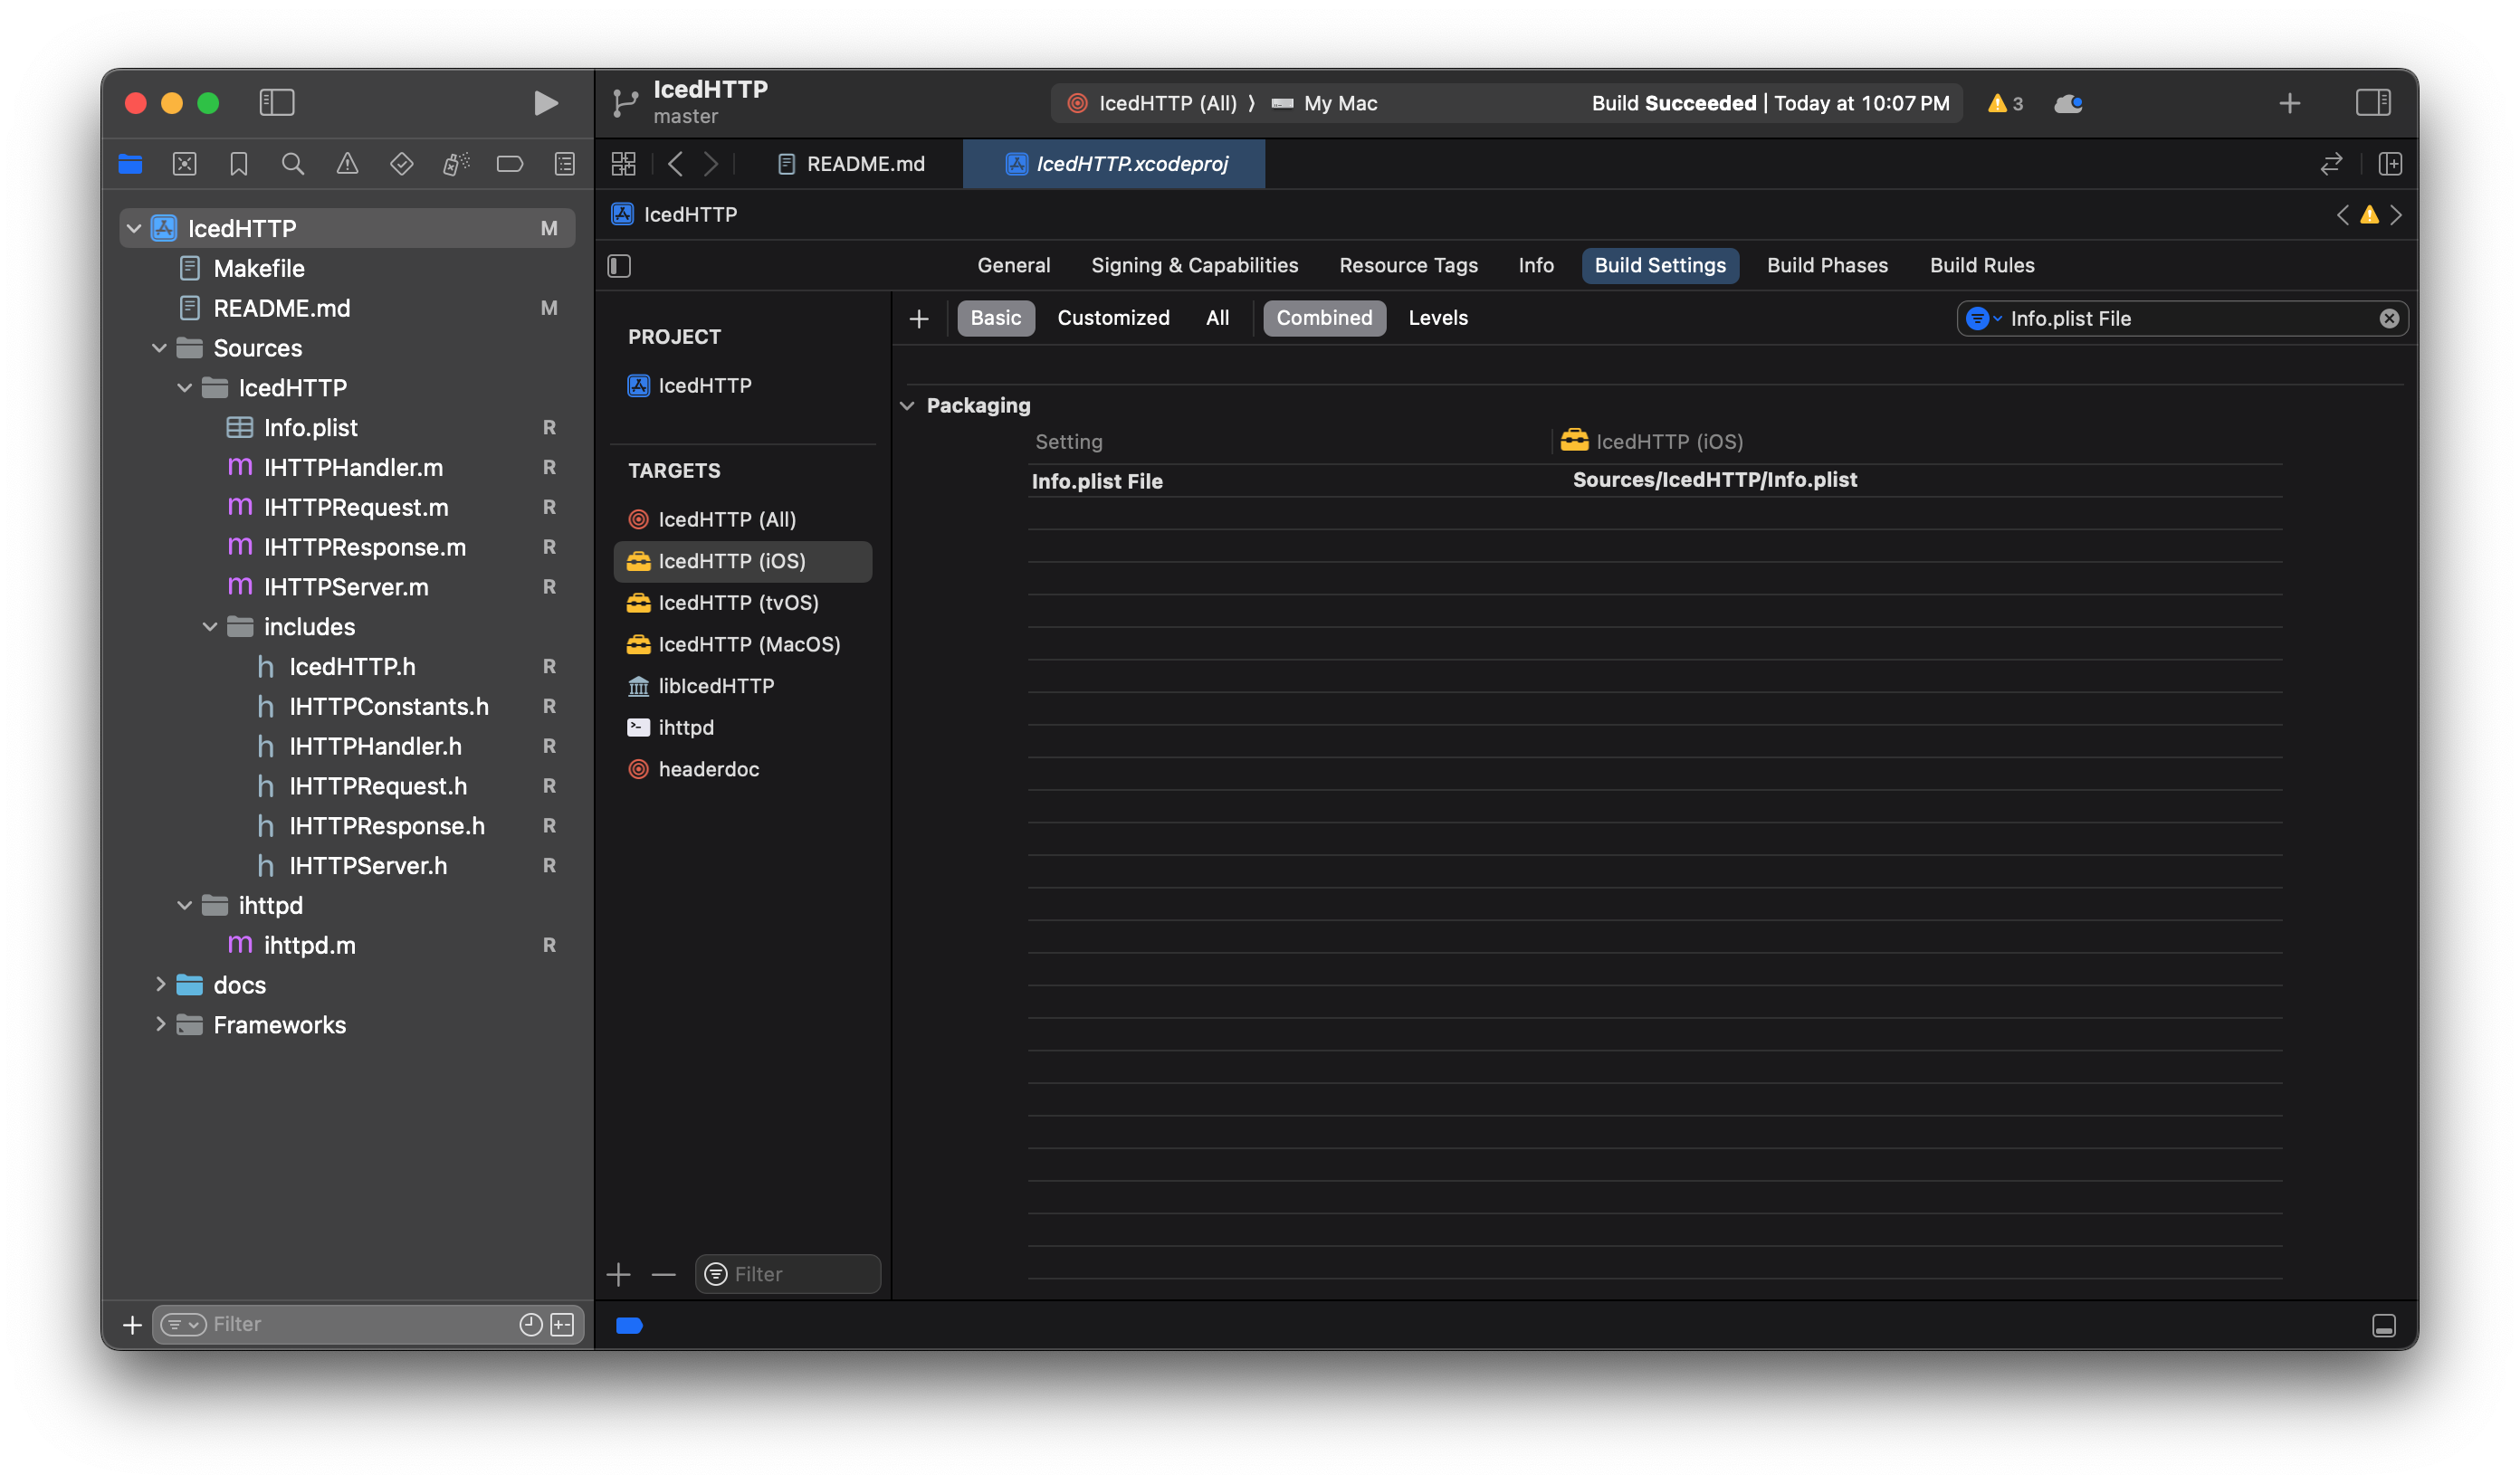 IcedHTTP
master
IcedHTTP (All) ⟩ My Mac
Build Succeeded | Today at 10:07 PM
3
README.md
IcedHTTP.xcodeproj
IcedHTTP M
Makefile
README.md M
Sources
IcedHTTP
Info.plist R
m IHTTPHandler.m R
m IHTTPRequest.m R
m IHTTPResponse.m R
m IHTTPServer.m R
includes
h IcedHTTP.h R
h IHTTPConstants.h R
h IHTTPHandler.h R
h IHTTPRequest.h R
h IHTTPResponse.h R
h IHTTPServer.h R
ihttpd
m ihttpd.m R
docs
Frameworks
Filter
IcedHTTP
General Signing & Capabilities Resource Tags Info Build Settings Build Phases Build Rules
PROJECT
IcedHTTP
TARGETS
IcedHTTP (All)
IcedHTTP (iOS)
IcedHTTP (tvOS)
IcedHTTP (MacOS)
libIcedHTTP
ihttpd
headerdoc
Filter
Basic Customized All Combined Levels
Info.plist File
Packaging
Setting IcedHTTP (iOS)
Info.plist File Sources/IcedHTTP/Info.plist